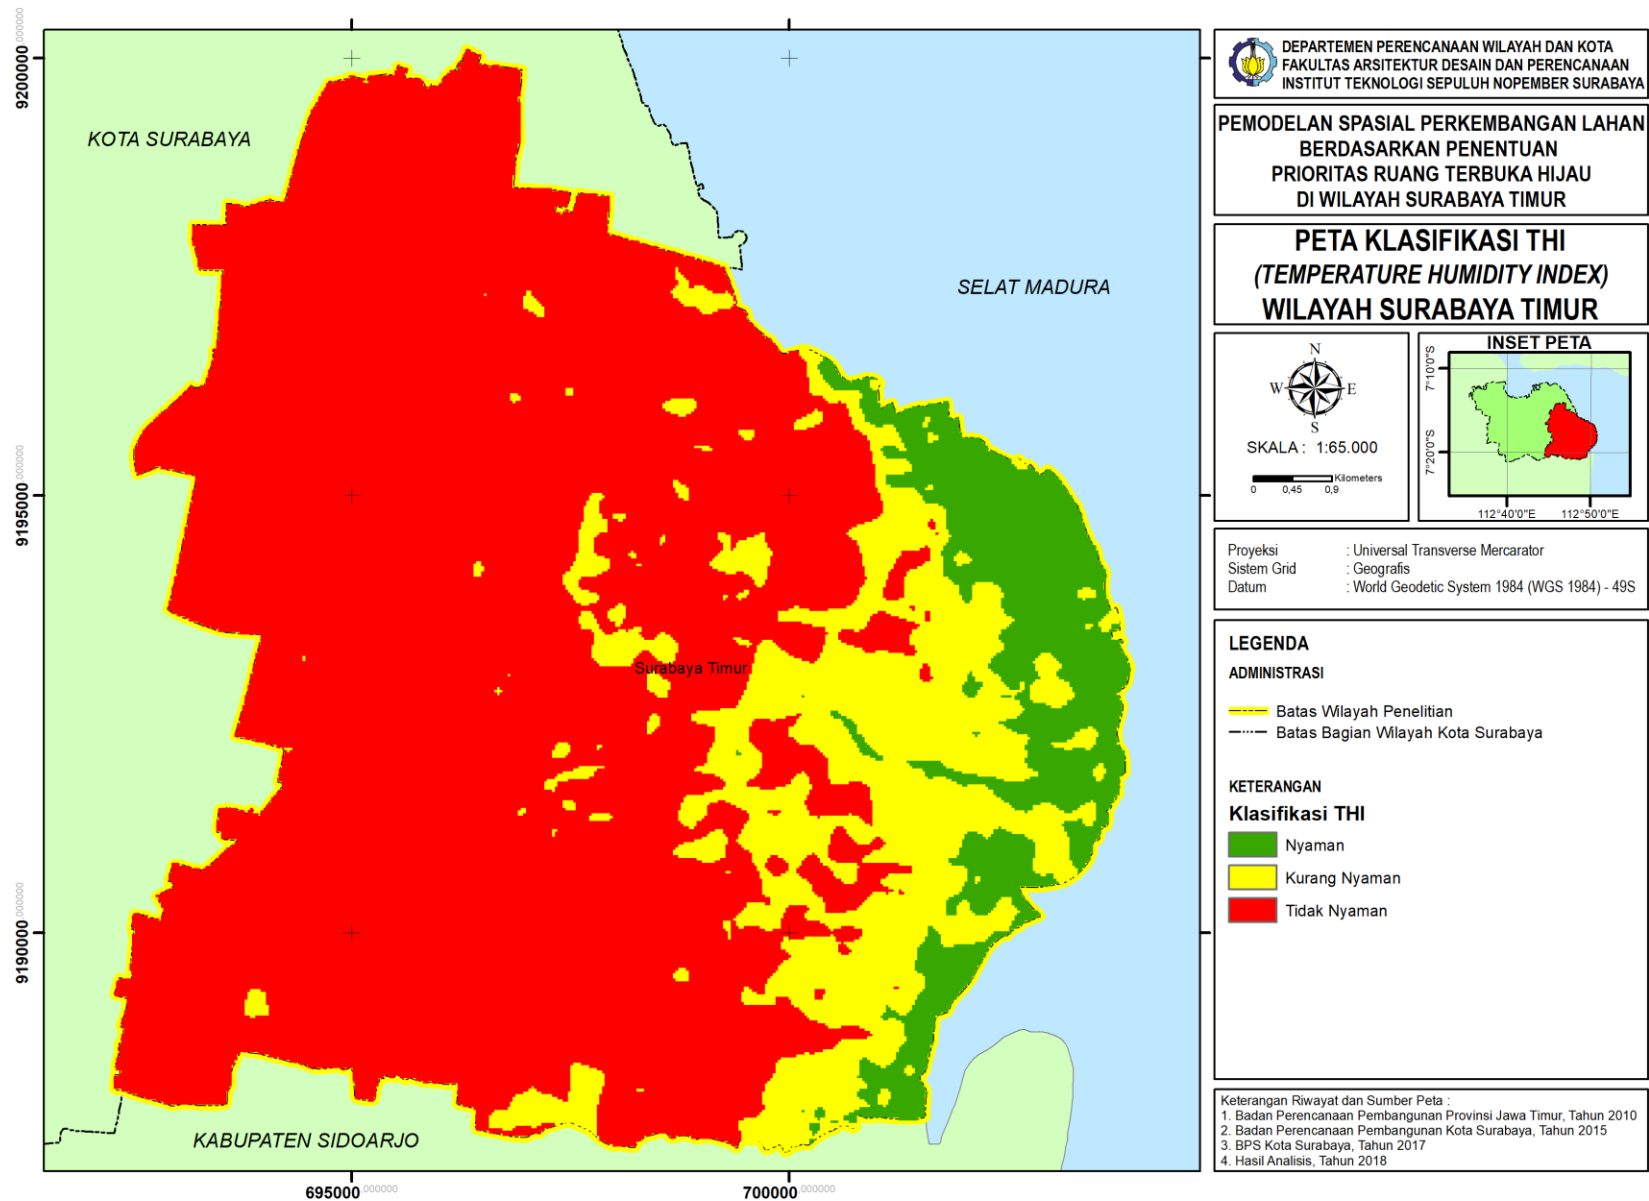 DEPARTEMEN PERENCANAAN WILAYAH DAN KOTA
FAKULTAS ARSITEKTUR DESAIN DAN PERENCANAAN
INSTITUT TEKNOLOGI SEPULUH NOPEMBER SURABAYA
PEMODELAN SPASIAL PERKEMBANGAN LAHAN
BERDASARKAN PENENTUAN
PRIORITAS RUANG TERBUKA HIJAU
DI WILAYAH SURABAYA TIMUR
PETA KLASIFIKASI THI
(TEMPERATURE HUMIDITY INDEX)
WILAYAH SURABAYA TIMUR
N
W E
S
SKALA : 1:65.000
Kilometers
0 0,45 0,9
INSET PETA
7°10'0"S
7°20'0"S
112°40'0"E 112°50'0"E
Proyeksi : Universal Transverse Mercarator
Sistem Grid : Geografis
Datum : World Geodetic System 1984 (WGS 1984) - 49S
LEGENDA
ADMINISTRASI
Batas Wilayah Penelitian
Batas Bagian Wilayah Kota Surabaya
KETERANGAN
Klasifikasi THI
Nyaman
Kurang Nyaman
Tidak Nyaman
Keterangan Riwayat dan Sumber Peta :
1. Badan Perencanaan Pembangunan Provinsi Jawa Timur, Tahun 2010
2. Badan Perencanaan Pembangunan Kota Surabaya, Tahun 2015
3. BPS Kota Surabaya, Tahun 2017
4. Hasil Analisis, Tahun 2018
KOTA SURABAYA
SELAT MADURA
Surabaya Timur
KABUPATEN SIDOARJO
9200000,000000
9195000,000000
9190000,000000
695000,000000
700000,000000